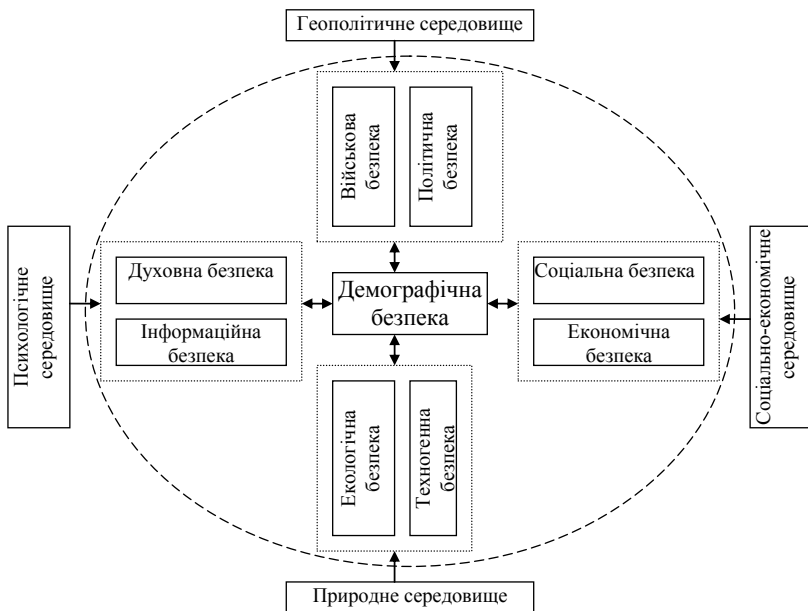 Геополітичне середовище
Військова
безпека
Політична
безпека
Психологічне
середовище
Духовна безпека
Інформаційна
безпека
Демографічна
безпека
Соціальна безпека
Економічна
безпека
Соціально-економічне
середовище
Екологічна
безпека
Техногенна
безпека
Природне середовище